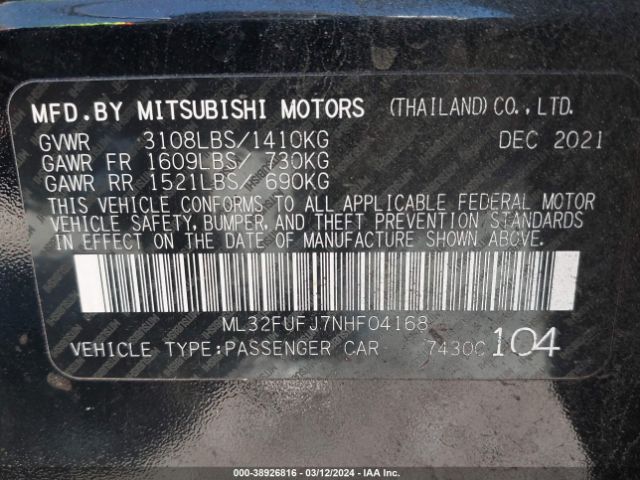 MFD.BY MITSUBISHI MOTORS (THAILAND)CO.,LTD.
GVWR 3108LBS/1410KG DEC 2021
GAWR FR 1609LBS/ 730KG
GAWR RR 1521LBS/ 690KG
THIS VEHICLE CONFORMS TO ALL APPLICABLE FEDERAL MOTOR
VEHICLE SAFETY, BUMPER, AND THEFT PREVENTION STANDARDS
IN EFFECT ON THE DATE OF MANUFACTURE SHOWN ABOVE.
ML32FUFJ7NHF04168
VEHICLE TYPE:PASSENGER CAR 7430C 104
000-38926816 - 03/12/2024 - IAA Inc.